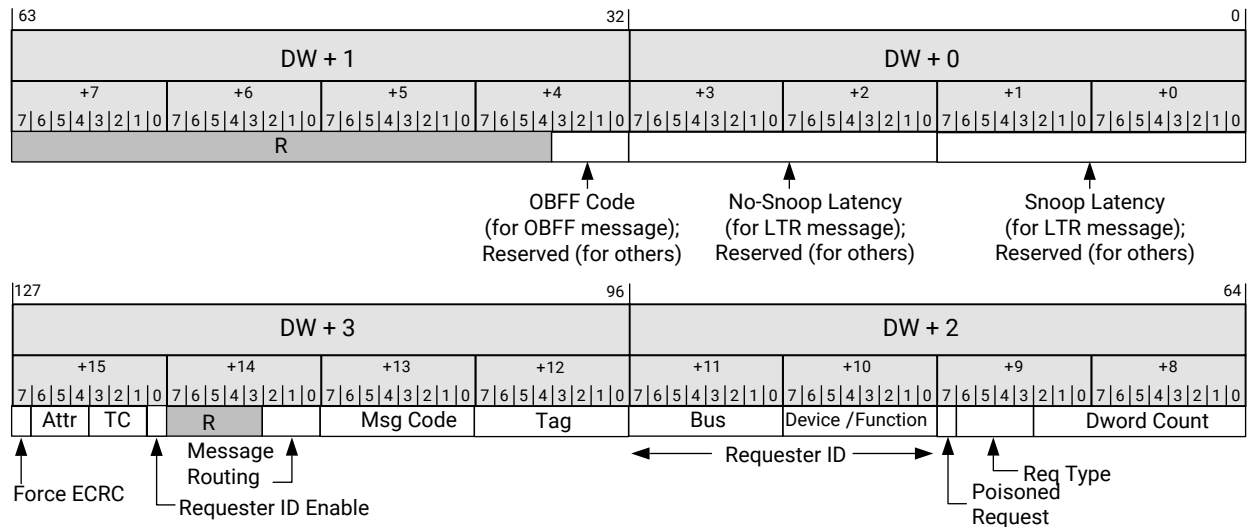 63 32 0
DW + 1 DW + 0
+7 +6 +5 +4 +3 +2 +1 +0
7 6 5 4 3 2 1 0 7 6 5 4 3 2 1 0 7 6 5 4 3 2 1 0 7 6 5 4 3 2 1 0 7 6 5 4 3 2 1 0 7 6 5 4 3 2 1 0 7 6 5 4 3 2 1 0 7 6 5 4 3 2 1 0
R
OBFF Code
(for OBFF message);
Reserved (for others)
No-Snoop Latency
(for LTR message);
Reserved (for others)
Snoop Latency
(for LTR message);
Reserved (for others)
127 96 64
DW + 3 DW + 2
+15 +14 +13 +12 +11 +10 +9 +8
7 6 5 4 3 2 1 0 7 6 5 4 3 2 1 0 7 6 5 4 3 2 1 0 7 6 5 4 3 2 1 0 7 6 5 4 3 2 1 0 7 6 5 4 3 2 1 0 7 6 5 4 3 2 1 0 7 6 5 4 3 2 1 0
Attr TC R Msg Code Tag Bus Device /Function Dword Count
Message
Routing
Requester ID
Req Type
Force ECRC
Requester ID Enable
Poisoned
Request